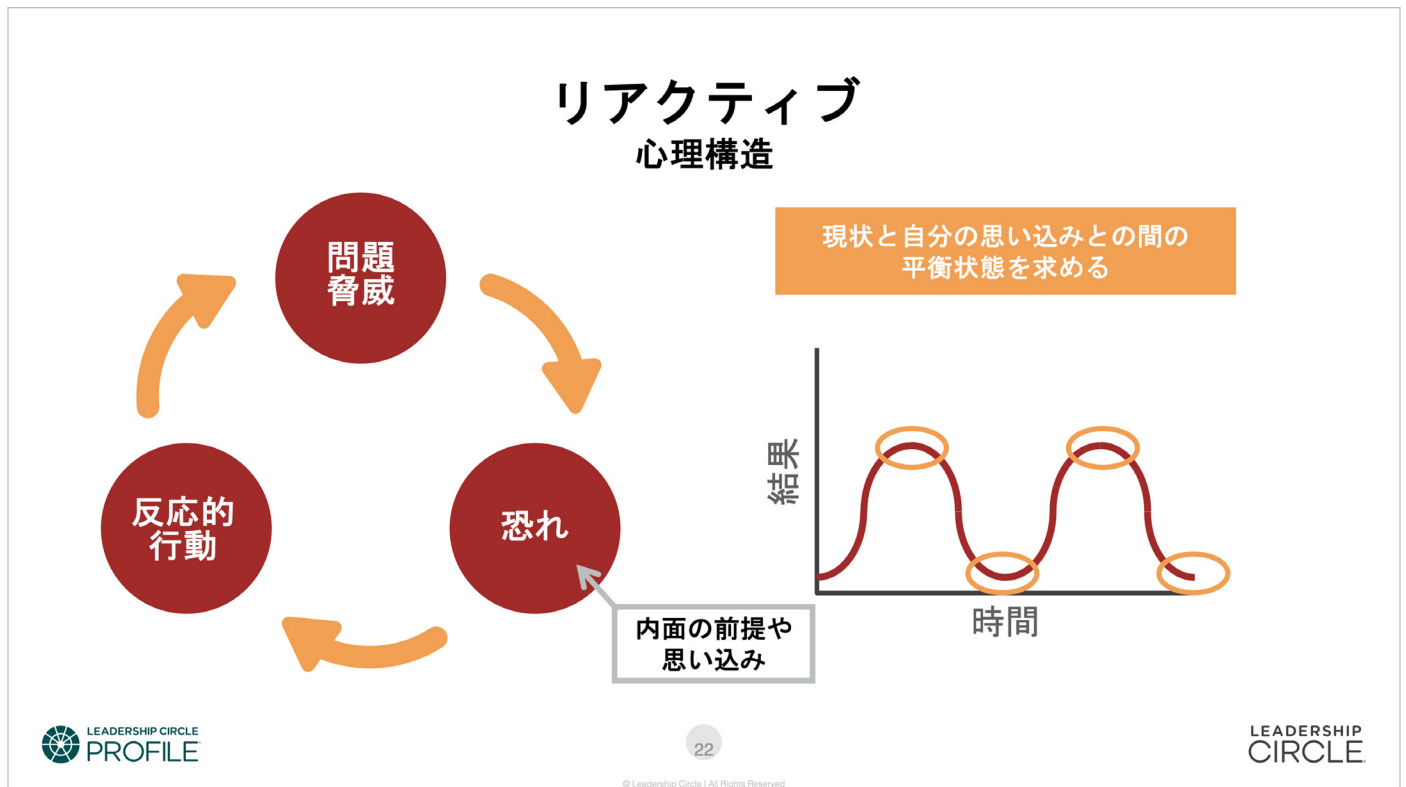 リアクティブ
心理構造
問題
脅威
恐れ
反応的
行動
内面の前提や
思い込み
現状と自分の思い込みとの間の
平衡状態を求める
結果
時間
LEADERSHIP CIRCLE
PROFILE
22
© Leadership Circle | All Rights Reserved
LEADERSHIP
CIRCLE